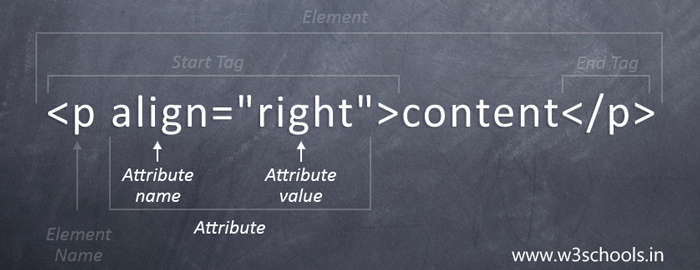 Element
Start Tag
End Tag
<p align="right">content</p>
Attribute
name
Attribute
value
Attribute
Element
Name
www.w3schools.in